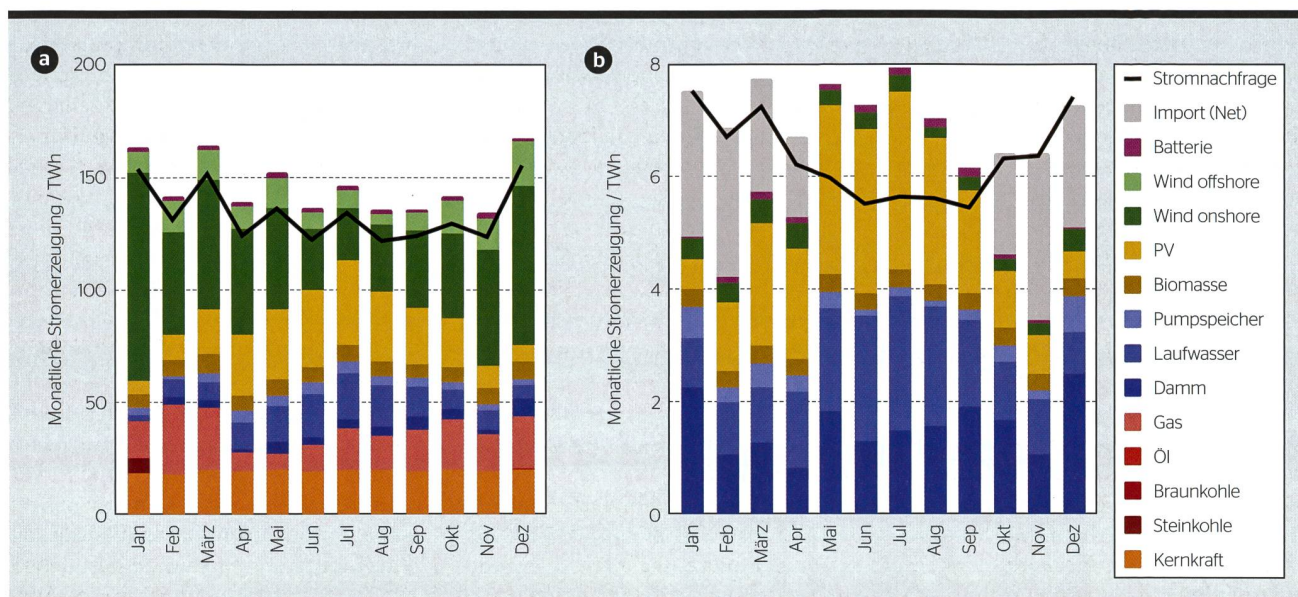 a
200
150
100
50
0
Monatliche Stromerzeugung / TWh
Jan
Feb
März
Apr
Mai
Jun
Jul
Aug
Sep
Okt
Nov
Dez
b
8
6
4
2
0
Monatliche Stromerzeugung / TWh
Jan
Feb
März
Apr
Mai
Jun
Jul
Aug
Sep
Okt
Nov
Dez
Stromnachfrage
Import (Net)
Batterie
Wind offshore
Wind onshore
PV
Biomasse
Pumpspeicher
Laufwasser
Damm
Gas
Öl
Braunkohle
Steinkohle
Kernkraft